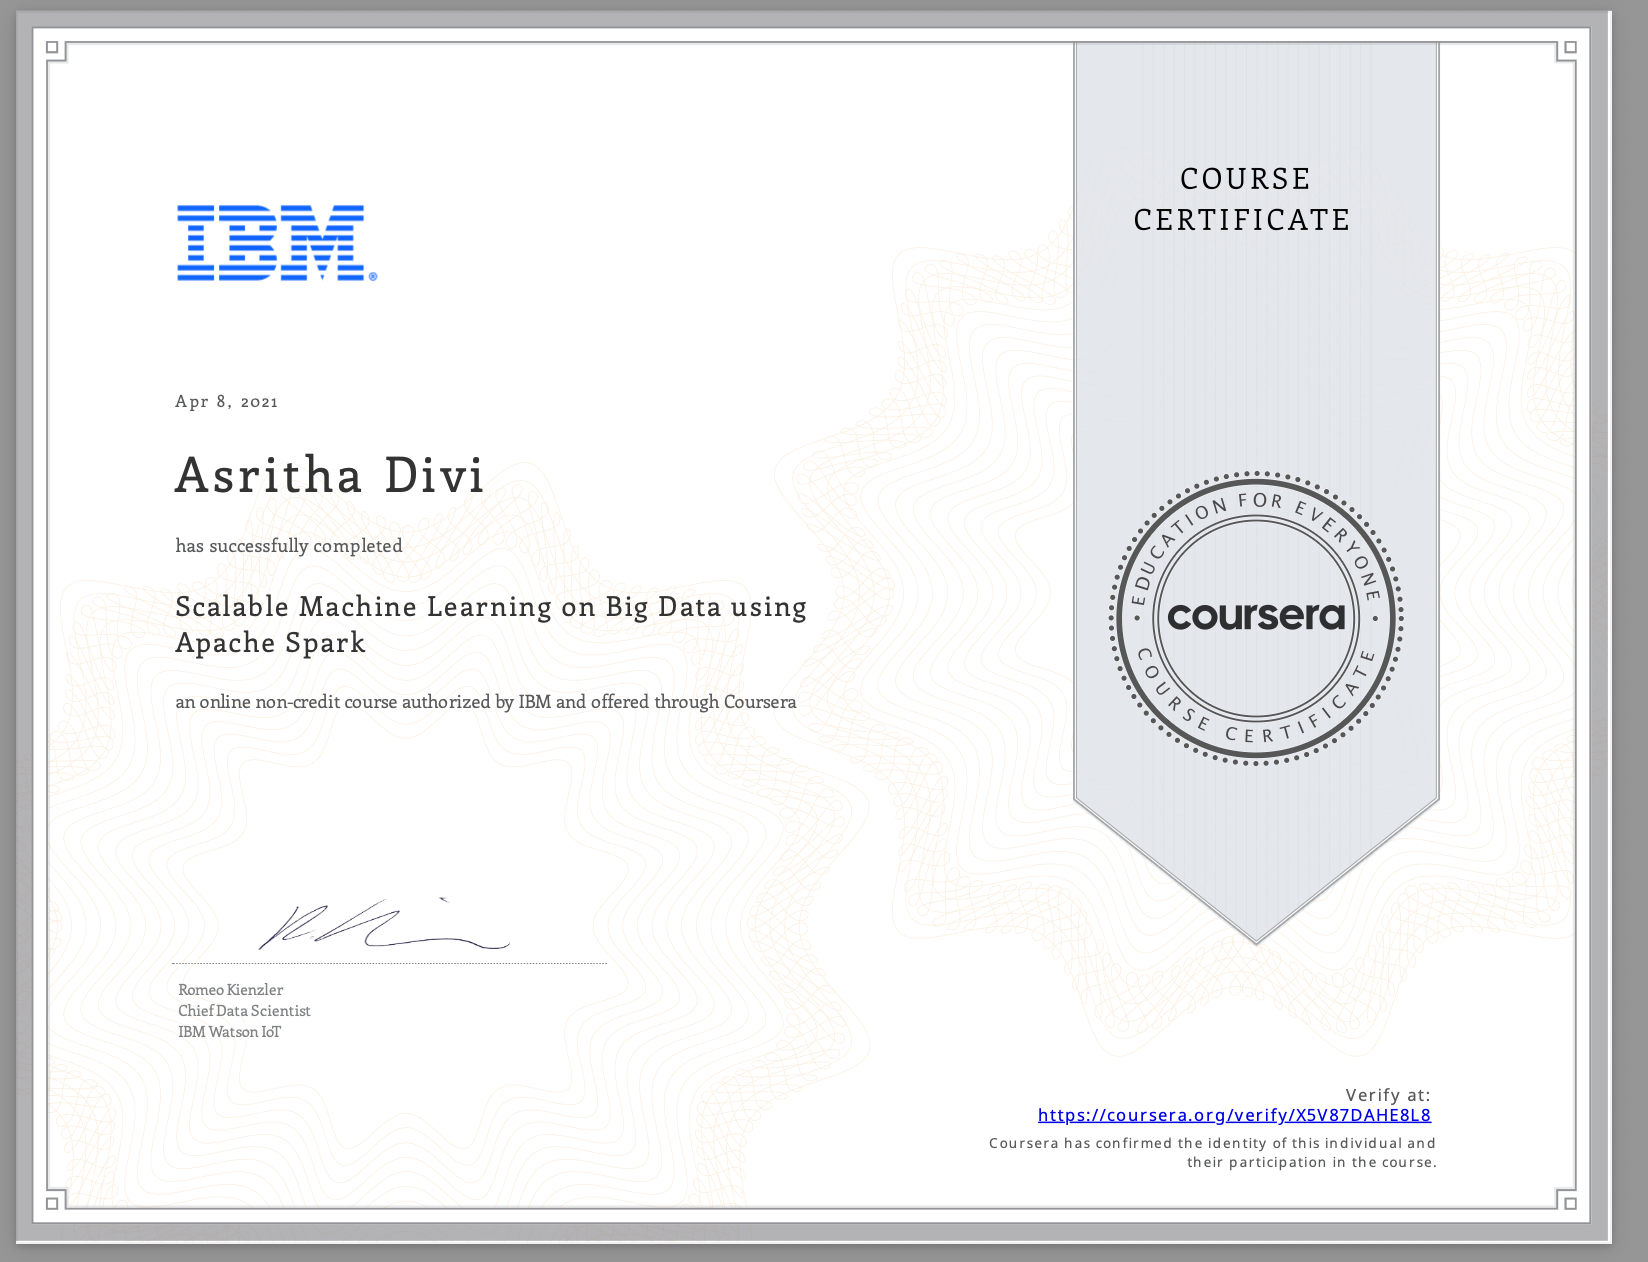 IBM®
COURSE
CERTIFICATE
Apr 8, 2021
Asritha Divi
has successfully completed
Scalable Machine Learning on Big Data using
Apache Spark
an online non-credit course authorized by IBM and offered through Coursera
EDUCATION FOR EVERYONE
coursera
COURSE CERTIFICATE
Romeo Kienzler
Chief Data Scientist
IBM Watson IoT
Verify at:
https://coursera.org/verify/X5V87DAHE8L8
Coursera has confirmed the identity of this individual and
their participation in the course.